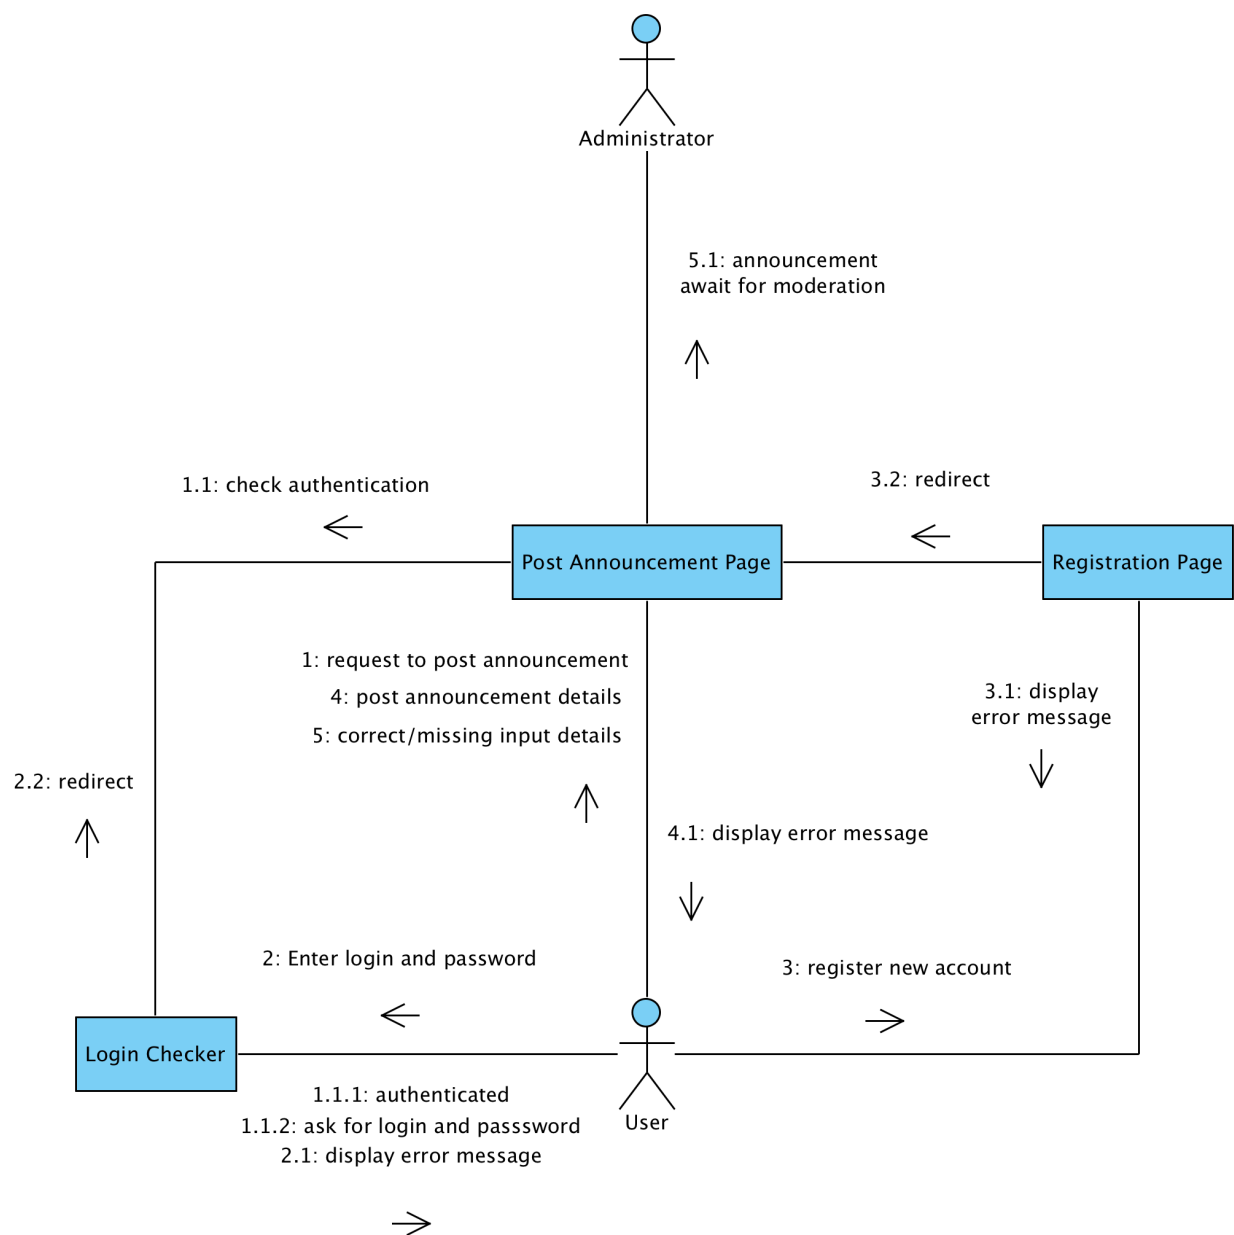 Administrator
5.1: announcement
await for moderation
1.1: check authentication
3.2: redirect
Post Announcement Page
Registration Page
1: request to post announcement
4: post announcement details
5: correct/missing input details
3.1: display
error message
2.2: redirect
4.1: display error message
2: Enter login and password
3: register new account
Login Checker
1.1.1: authenticated
1.1.2: ask for login and passsword
2.1: display error message
User